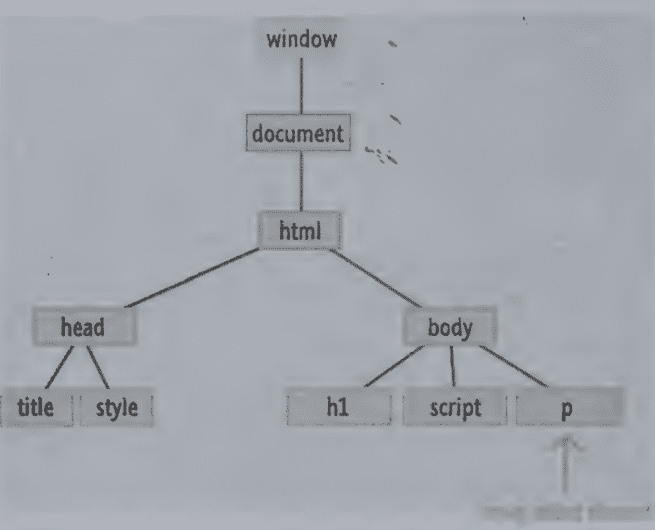 window
document
html
head body
title style h1 script p